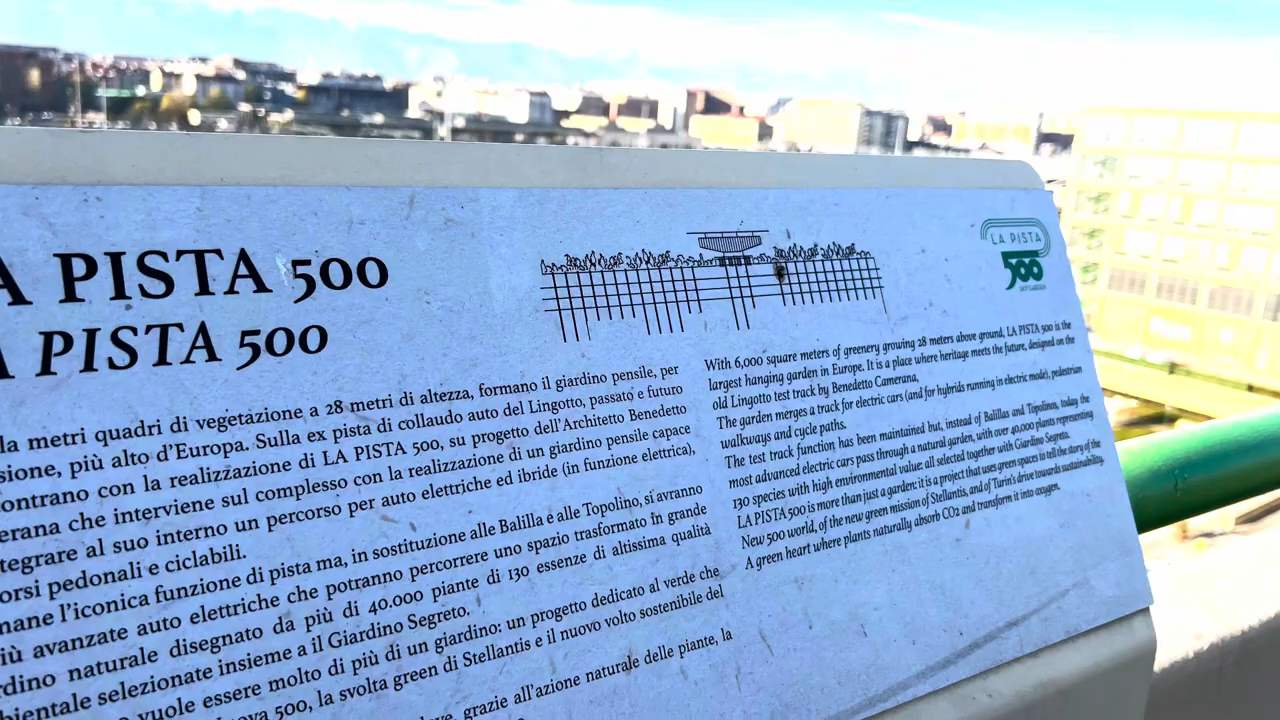 A PISTA 500
A PISTA 500
la metri quadri di vegetazione a 28 metri di altezza, formano il giardino pensile, per
sione, più alto d'Europa. Sulla ex pista di collaudo auto del Lingotto, passato e futuro
ontrano con la realizzazione di LA PISTA 500, su progetto dell'Architetto Benedetto
erana che interviene sul complesso con la realizzazione di un giardino pensile capace
tegrare al suo interno un percorso per auto elettriche ed ibride (in funzione elettrica),
orsi pedonali e ciclabili.
mane l'iconica funzione di pista ma, in sostituzione alle Balilla e alle Topolino, si avranno
iù avanzate auto elettriche che potranno percorrere uno spazio trasformato in grande
rdino naturale disegnato da più di 40.000 piante di 130 essenze di altissima qualità
bientale selezionate insieme a il Giardino Segreto.
vuole essere molto di più di un giardino: un progetto dedicato al verde che
ova 500, la svolta green di Stellantis e il nuovo volto sostenibile del
grazie all'azione naturale delle piante, la
LA PISTA
500
SKY GARDEN
With 6,000 square meters of greenery growing 28 meters above ground, LA PISTA 500 is the
largest hanging garden in Europe. It is a place where heritage meets the future, designed on the
old Lingotto test track by Benedetto Camerana,
The garden merges a track for electric cars (and for hybrids running in electric mode), pedestrian
walkways and cycle paths.
The test track function has been maintained but, instead of Balillas and Topolinos, today the
most advanced electric cars pass through a natural garden, with over 40,000 plants representing
130 species with high environmental value: all selected together with Giardino Segreto.
LA PISTA 500 is more than just a garden: it is a project that uses green spaces to tell the story of the
New 500 world, of the new green mission of Stellantis, and of Turin's drive towards sustainability.
A green heart where plants naturally absorb CO2 and transform it into oxygen.